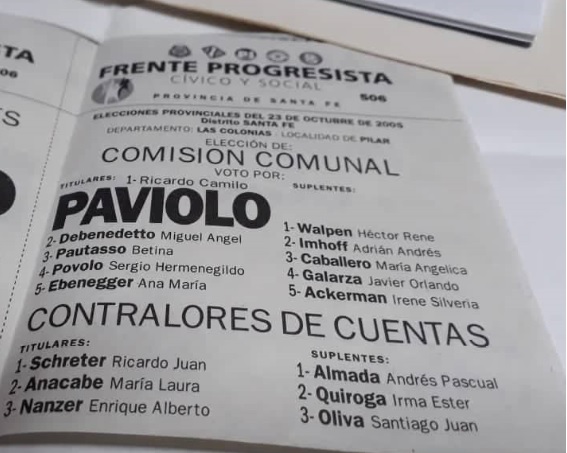 STA
506
ES
FRENTE PROGRESISTA
CÍVICO Y SOCIAL
PROVINCIA DE SANTA FE 506
ELECCIONES PROVINCIALES DEL 23 DE OCTUBRE DE 2005
Distrito SANTA FE
DEPARTAMENTO: LAS COLONIAS - LOCALIDAD DE PILAR
ELECCIÓN DE:
COMISION COMUNAL
VOTO POR:
TITULARES: 1- Ricardo Camilo
PAVIOLO
2- Debenedetto Miguel Angel
3- Pautasso Betina
4- Povolo Sergio Hermenegildo
5- Ebenegger Ana María
SUPLENTES:
1- Walpen Héctor Rene
2- Imhoff Adrián Andrés
3- Caballero María Angelica
4- Galarza Javier Orlando
5- Ackerman Irene Silveria
CONTRALORES DE CUENTAS
TITULARES:
1- Schreter Ricardo Juan
2- Anacabe María Laura
3- Nanzer Enrique Alberto
SUPLENTES:
1- Almada Andrés Pascual
2- Quiroga Irma Ester
3- Oliva Santiago Juan